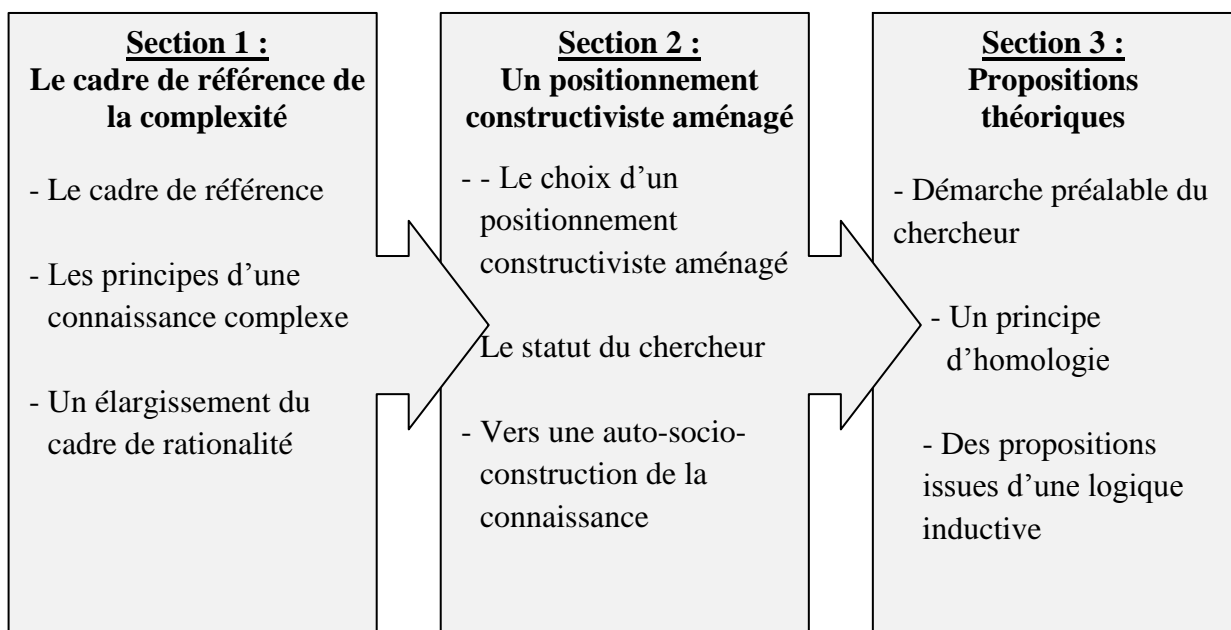 Section 1 :
Le cadre de référence de
la complexité
- Le cadre de référence
- Les principes d’une
connaissance complexe
- Un élargissement du
cadre de rationalité
Section 2 :
Un positionnement
constructiviste aménagé
- - Le choix d’un
positionnement
constructiviste aménagé
Le statut du chercheur
- Vers une auto-socio-
construction de la
connaissance
Section 3 :
Propositions
théoriques
- Démarche préalable du
chercheur
- Un principe
d’homologie
- Des propositions
issues d’une logique
inductive